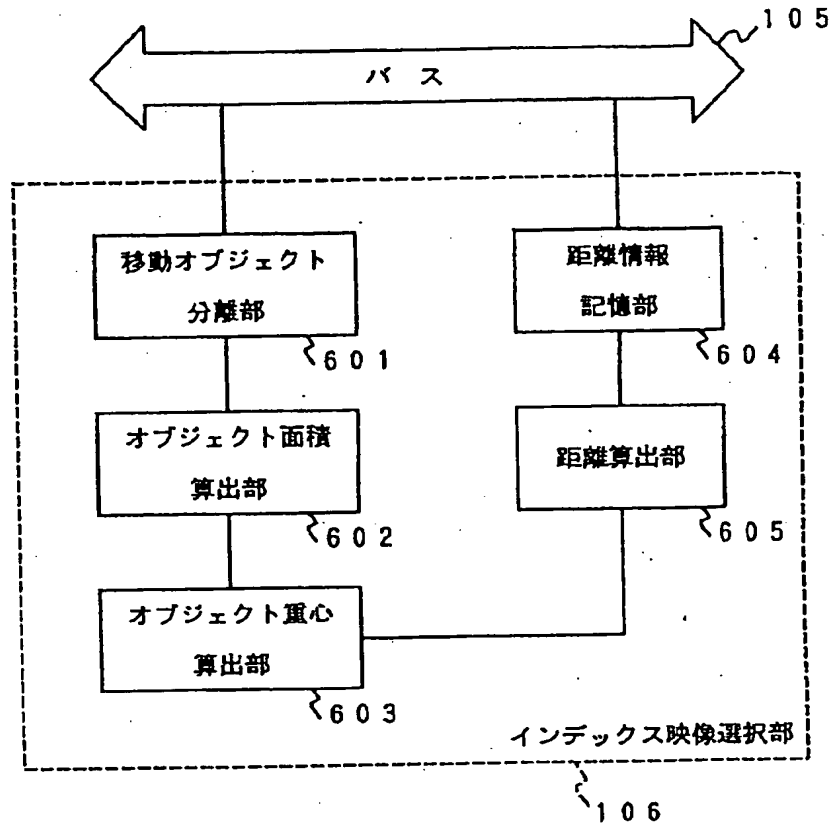 105
バス
移動オブジェクト
分離部
601
距離情報
記憶部
604
オブジェクト面積
算出部
602
距離算出部
605
オブジェクト重心
算出部
603
インデックス映像選択部
106